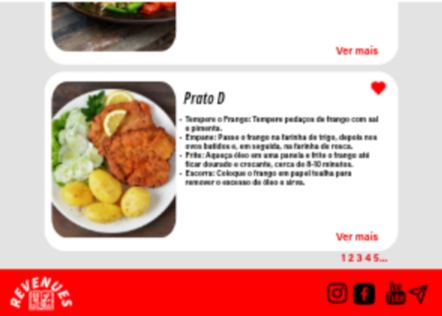 Ver mais
Prato D
• Tempere o Frango: Tempere pedaços de frango com sal
e pimenta.
• Empane: Passe o frango na farinha de trigo, depois nos
ovos batidos e, em seguida, na farinha de rosca.
• Frite: Aqueça óleo em uma panela e frite o frango até
ficar dourado e crocante, cerca de 8-10 minutos.
• Escorra: Coloque o frango em papel toalha para
remover o excesso de óleo e sirva.
Ver mais
1 2 3 4 5...
REVENUES
You
Tube